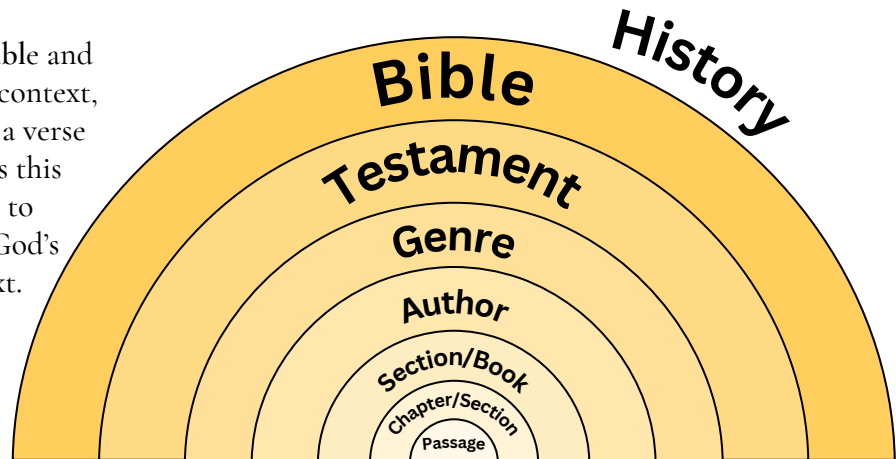 ble and
context,
a verse
s this
to
God's
xt.
History
Bible
Testament
Genre
Author
Section/Book
Chapter/Section
Passage